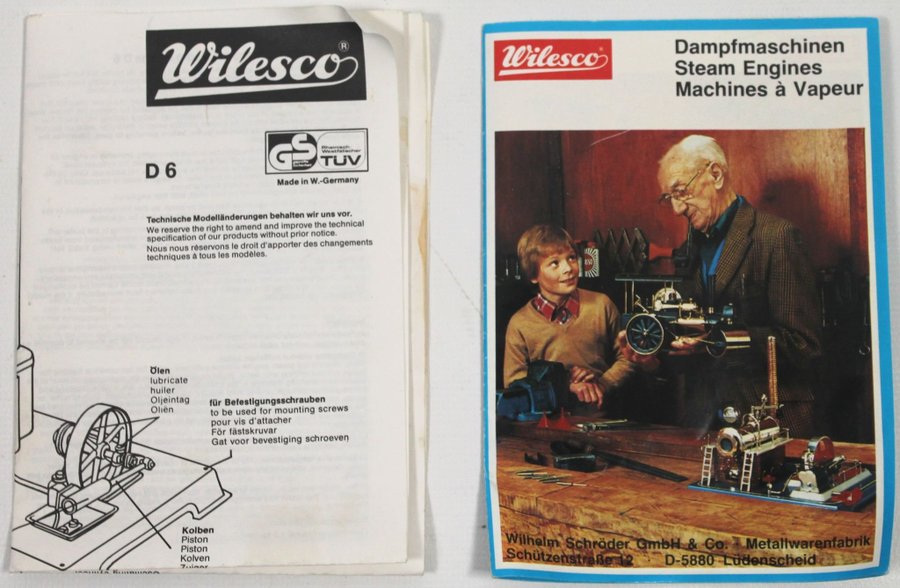 Wilesco®
D 6
GS
Rheinisch-
Westfälischer
TÜV
Made in W.-Germany
Technische Modelländerungen behalten wir uns vor.
We reserve the right to amend and improve the technical
specification of our products without prior notice.
Nous nous réservons le droit d'apporter des changements
techniques à tous les modèles.
Ölen
lubricate
huiler
Oljeintag
Oliën
für Befestigungsschrauben
to be used for mounting screws
pour vis d'attacher
För fästskruvar
Gat voor bevestiging schroeven
Kolben
Piston
Piston
Kolven
Zuiger
Wilesco
Dampfmaschinen
Steam Engines
Machines à Vapeur
Wilhelm Schröder GmbH & Co. · Metallwarenfabrik
Schützenstraße 12 · D-5880 Lüdenscheid